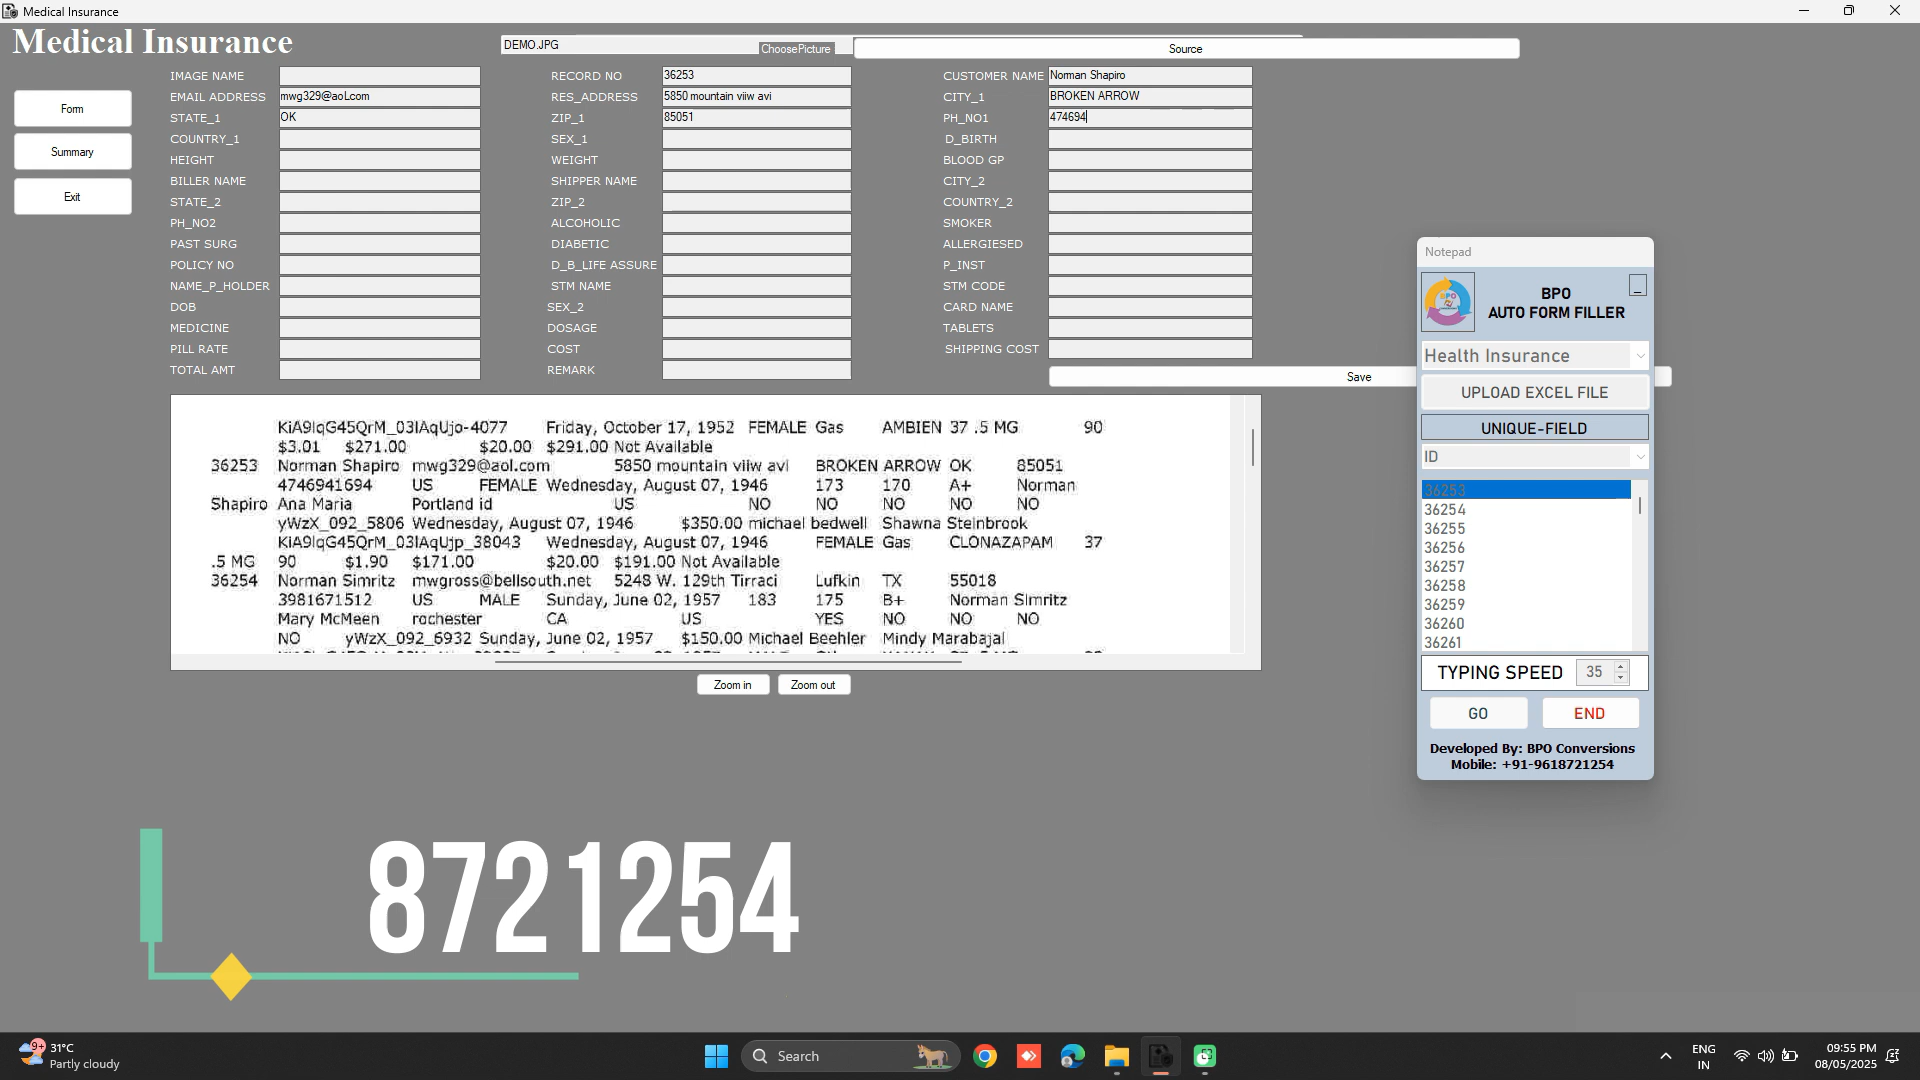 Medical Insurance
Medical Insurance
DEMO.JPG ChoosePicture Source
IMAGE NAME RECORD NO 36253 CUSTOMER NAME Norman Shapiro
EMAIL ADDRESS mwg329@aol.com RES_ADDRESS 5850 mountain viiw avi CITY_1 BROKEN ARROW
STATE_1 OK ZIP_1 85051 PH_NO1 474694
COUNTRY_1 SEX_1 D_BIRTH
HEIGHT WEIGHT BLOOD GP
BILLER NAME SHIPPER NAME CITY_2
STATE_2 ZIP_2 COUNTRY_2
PH_NO2 ALCOHOLIC SMOKER
PAST SURG DIABETIC ALLERGIESED
POLICY NO D_B_LIFE ASSURE P_INST
NAME_P_HOLDER STM NAME STM CODE
DOB SEX_2 CARD NAME
MEDICINE DOSAGE TABLETS
PILL RATE COST SHIPPING COST
TOTAL AMT REMARK
Save
Form
Summary
Exit
KiA9lqG45QrM_03lAqUjo-4077 Friday, October 17, 1952 FEMALE Gas AMBIEN 37 .5 MG 90
$3.01 $271.00 $20.00 $291.00 Not Available
36253 Norman Shapiro mwg329@aol.com 5850 mountain viiw avi BROKEN ARROW OK 85051
4746941694 US FEMALE Wednesday, August 07, 1946 173 170 A+ Norman
Shapiro Ana Maria Portland id US NO NO NO NO
yWzX_092_5806 Wednesday, August 07, 1946 $350.00 michael bedwell Shawna Steinbrook
KiA9lqG45QrM_03lAqUjp_38043 Wednesday, August 07, 1946 FEMALE Gas CLONAZAPAM 37
.5 MG 90 $1.90 $171.00 $20.00 $191.00 Not Available
36254 Norman Simritz mwgross@bellsouth.net 5248 W. 129th Tirraci Lufkin TX 55018
3981671512 US MALE Sunday, June 02, 1957 183 175 B+ Norman Simritz
Mary McMeen rochester CA US YES NO NO NO
NO yWzX_092_6932 Sunday, June 02, 1957 $150.00 Michael Beehler Mindy Marabajal
Zoom in Zoom out
Notepad
BPO
AUTO FORM FILLER
Health Insurance
UPLOAD EXCEL FILE
UNIQUE-FIELD
ID
36253
36254
36255
36256
36257
36258
36259
36260
36261
TYPING SPEED 35
GO END
Developed By: BPO Conversions
Mobile: +91-9618721254
8721254
9+
31°C
Partly cloudy
Search
ENG
IN
09:55 PM
08/05/2025